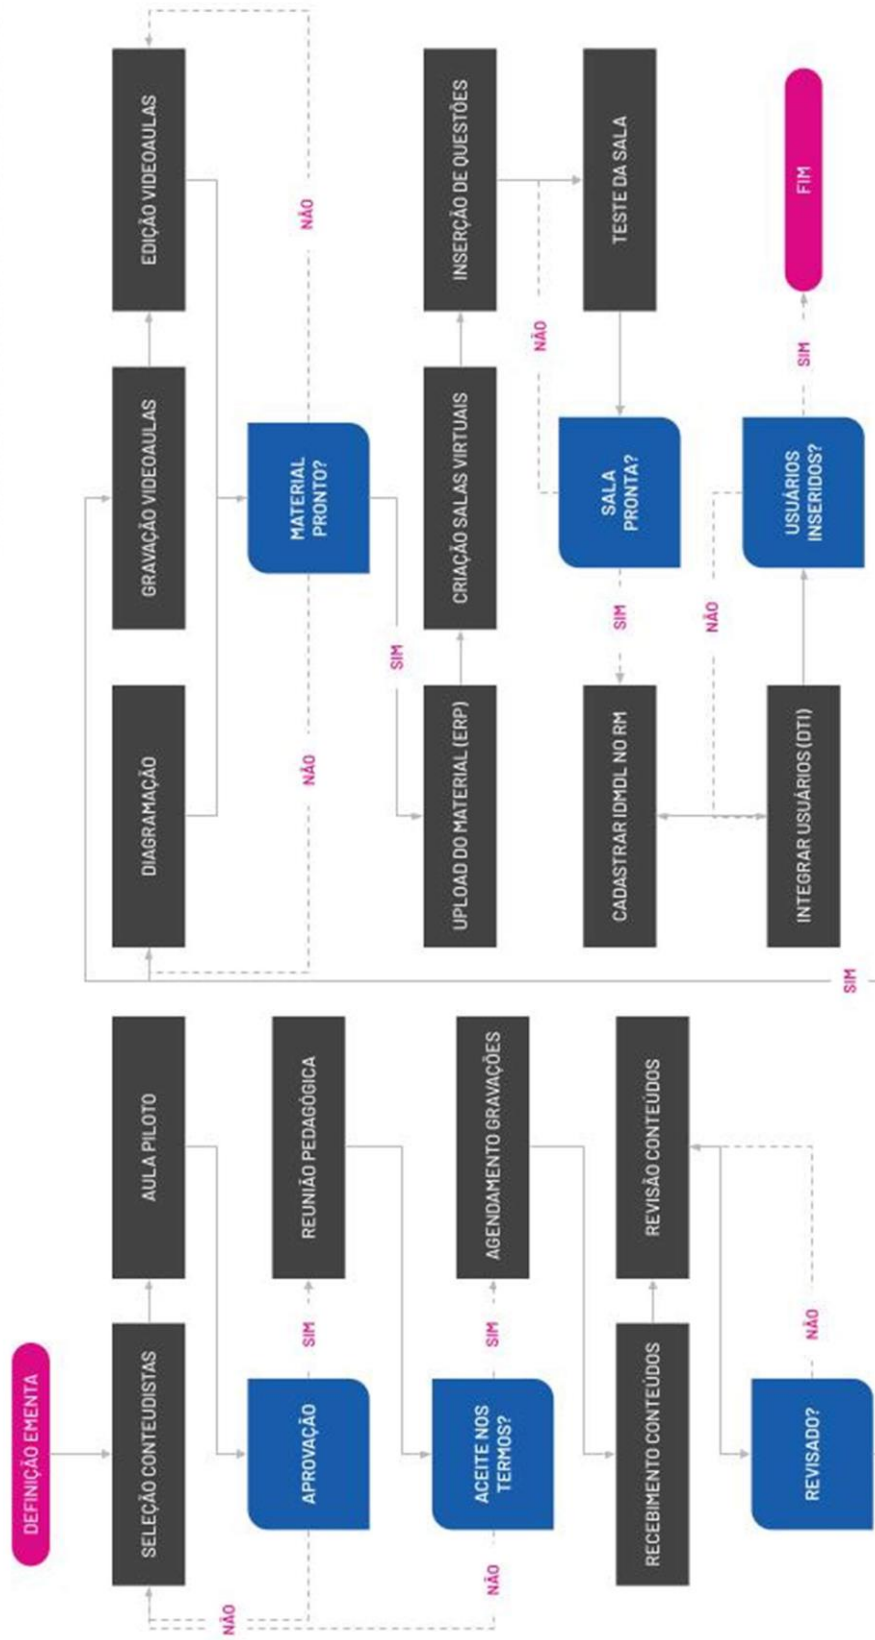 DEFINIÇÃO EMENTA
SELEÇÃO CONTEUDISTAS
AULA PILOTO
NÃO
APROVAÇÃO
SIM
REUNIÃO PEDAGÓGICA
NÃO
ACEITE NOS
TERMOS?
SIM
AGENDAMENTO GRAVAÇÕES
RECEBIMENTO CONTEÚDOS
REVISÃO CONTEÚDOS
REVISADO?
NÃO
SIM
DIAGRAMAÇÃO
GRAVAÇÃO VIDEOAULAS
EDIÇÃO VIDEOAULAS
NÃO
MATERIAL
PRONTO?
NÃO
SIM
UPLOAD DO MATERIAL (ERP)
CRIAÇÃO SALAS VIRTUAIS
INSERÇÃO DE QUESTÕES
NÃO
CADASTRAR IDMDL NO RM
SIM
SALA
PRONTA?
TESTE DA SALA
NÃO
INTEGRAR USUÁRIOS (DTI)
USUÁRIOS
INSERIDOS?
SIM
FIM